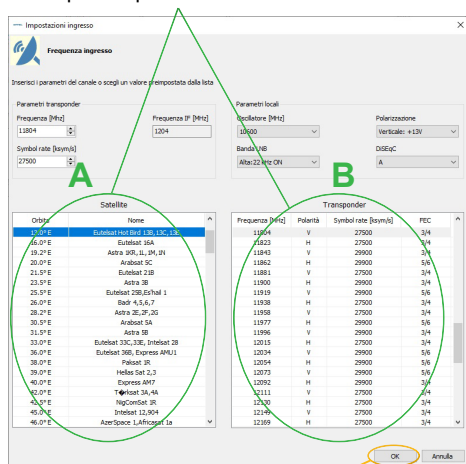 Impostazioni ingresso
Frequenza ingresso
Inserisci i parametri del canale o scegli un valore preimpostata dalla lista
Parametri transponder
Parametri locali
Frequenza [Mhz] Frequenza IF [MHz] Oscillatore [MHz] Polarizzazione
11804 1204 10600 Verticale: +13V
Symbol rate [ksym/s] Banda LNB DiSEqC
27500 Alta:22 kHz ON A
A B
Satellite Transponder
Orbita Nome Frequenza [MHz] Polarità Symbol rate [ksym/s] FEC
13.0° E Eutelsat Hot Bird 13B,13C,13E 11804 V 27500 3/4
16.0° E Eutelsat 16A 11823 H 27500 3/4
19.2° E Astra 1KR,1L,1M,1N 11843 V 29900 3/4
20.0° E Arabsat 5C 11862 H 29900 5/6
21.5° E Eutelsat 21B 11881 V 27500 3/4
23.5° E Astra 3B 11900 H 27500 3/4
25.5° E Eutelsat 25B,Es'hail 1 11919 V 29900 5/6
26.0° E Badr 4,5,6,7 11938 H 27500 3/4
28.2° E Astra 2E,2F,2G 11958 V 27500 3/4
30.5° E Arabsat 5A 11977 H 29900 5/6
31.5° E Astra 5B 11996 V 29900 3/4
33.0° E Eutelsat 33C,33E, Intelsat 28 12015 H 27500 3/4
36.0° E Eutelsat 36B, Express AMU1 12034 V 29900 5/6
38.0° E Paksat 1R 12054 H 29900 5/6
39.0° E Hellas Sat 2,3 12073 V 29900 5/6
40.0° E Express AM7 12092 H 27500 3/4
42.0° E T�rksat 3A,4A 12111 V 27500 3/4
42.5° E NigComSat 1R 12130 H 27500 3/4
45.0° E Intelsat 12,904 12149 V 27500 3/4
46.0° E AzerSpace 1,Africasat 1a 12169 H 27500 3/4
OK Annulla